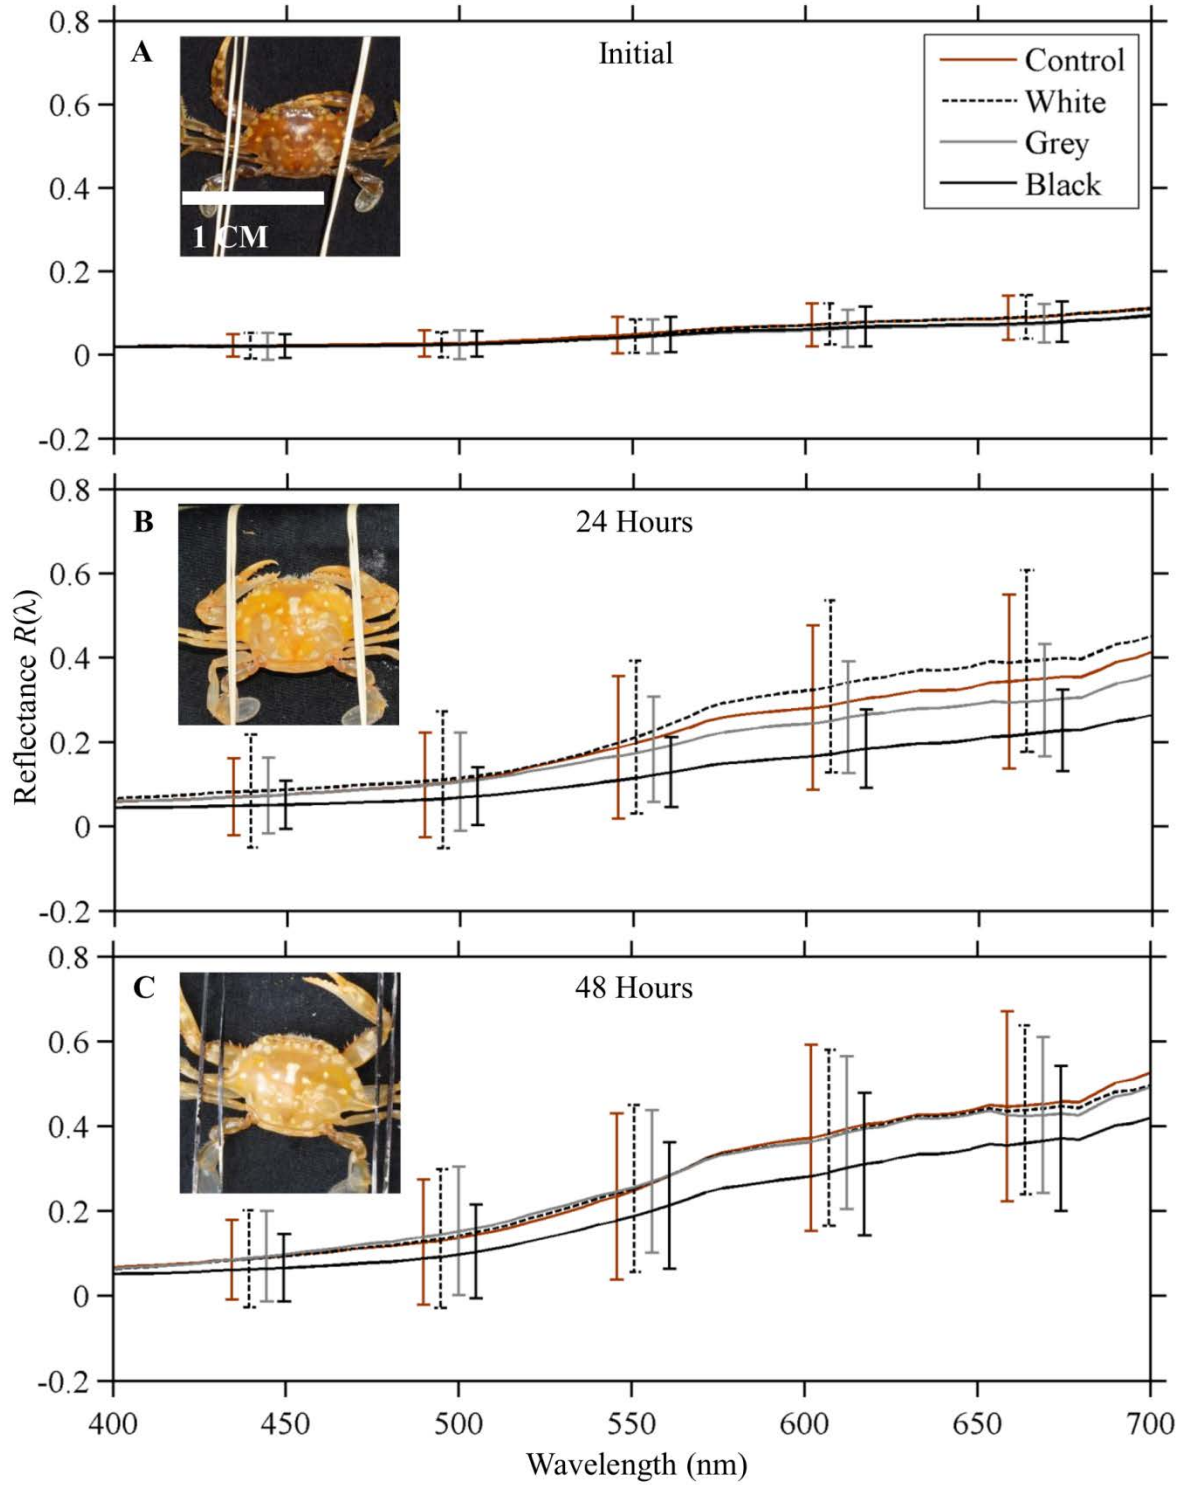 0.8
A
Initial
Control
White
Grey
Black
0.6
0.4
1 CM
0.2
0
-0.2
0.8
B
24 Hours
0.6
0.4
0.2
0
-0.2
Reflectance R(λ)
0.8
C
48 Hours
0.6
0.4
0.2
0
-0.2
400 450 500 550 600 650 700
Wavelength (nm)